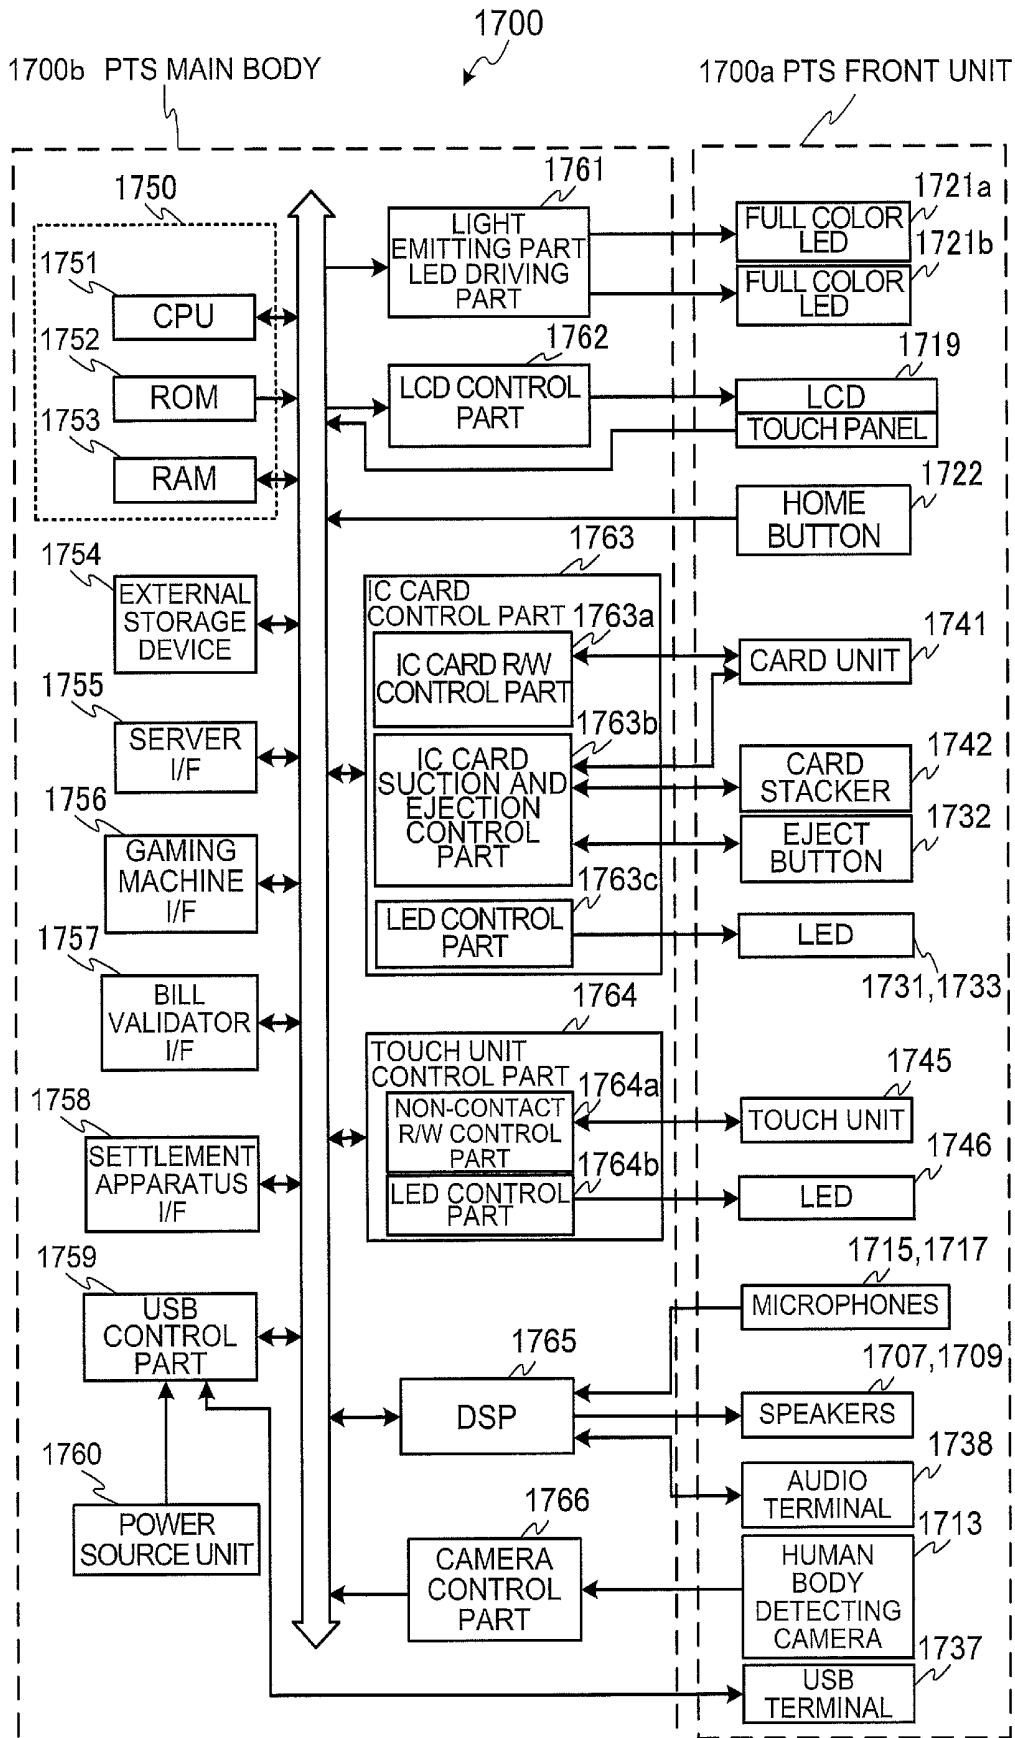 1700
1700b PTS MAIN BODY
1700a PTS FRONT UNIT
1750
1751
CPU
1752
ROM
1753
RAM
1754
EXTERNAL
STORAGE
DEVICE
1755
SERVER
I/F
1756
GAMING
MACHINE
I/F
1757
BILL
VALIDATOR
I/F
1758
SETTLEMENT
APPARATUS
I/F
1759
USB
CONTROL
PART
1760
POWER
SOURCE UNIT
1761
LIGHT
EMITTING PART
LED DRIVING
PART
1762
LCD CONTROL
PART
1763
IC CARD
CONTROL PART
1763a
IC CARD R/W
CONTROL PART
1763b
IC CARD
SUCTION AND
EJECTION
CONTROL
PART
1763c
LED CONTROL
PART
1764
TOUCH UNIT
CONTROL PART
1764a
NON-CONTACT
R/W CONTROL
PART
1764b
LED CONTROL
PART
1765
DSP
1766
CAMERA
CONTROL
PART
1721a
FULL COLOR
LED
1721b
FULL COLOR
LED
1719
LCD
TOUCH PANEL
1722
HOME
BUTTON
1741
CARD UNIT
1742
CARD
STACKER
1732
EJECT
BUTTON
LED
1731,1733
1745
TOUCH UNIT
1746
LED
1715,1717
MICROPHONES
1707,1709
SPEAKERS
1738
AUDIO
TERMINAL
1713
HUMAN
BODY
DETECTING
CAMERA
1737
USB
TERMINAL